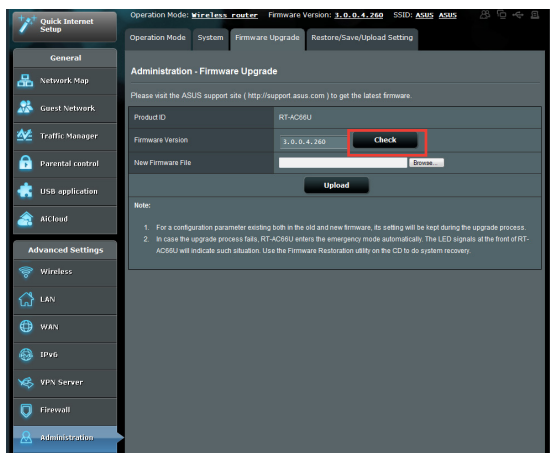 Operation Mode: Wireless router Firmware Version: 3.0.0.4.260 SSID: ASUS ASUS
Quick Internet
Setup
Operation Mode System Firmware Upgrade Restore/Save/Upload Setting
General
Network Map
Guest Network
Traffic Manager
Parental control
USB application
AiCloud
Advanced Settings
Wireless
LAN
WAN
IPv6
VPN Server
Firewall
Administration
Administration - Firmware Upgrade
Please visit the ASUS support site ( http://support.asus.com ) to get the latest firmware.
Product ID RT-AC66U
Firmware Version 3.0.0.4.260 Check
New Firmware File Browse...
Upload
Note:
1. For a configuration parameter existing both in the old and new firmware, its setting will be kept during the upgrade process.
2. In case the upgrade process fails, RT-AC66U enters the emergency mode automatically. The LED signals at the front of RT-
AC66U will indicate such situation. Use the Firmware Restoration utility on the CD to do system recovery.